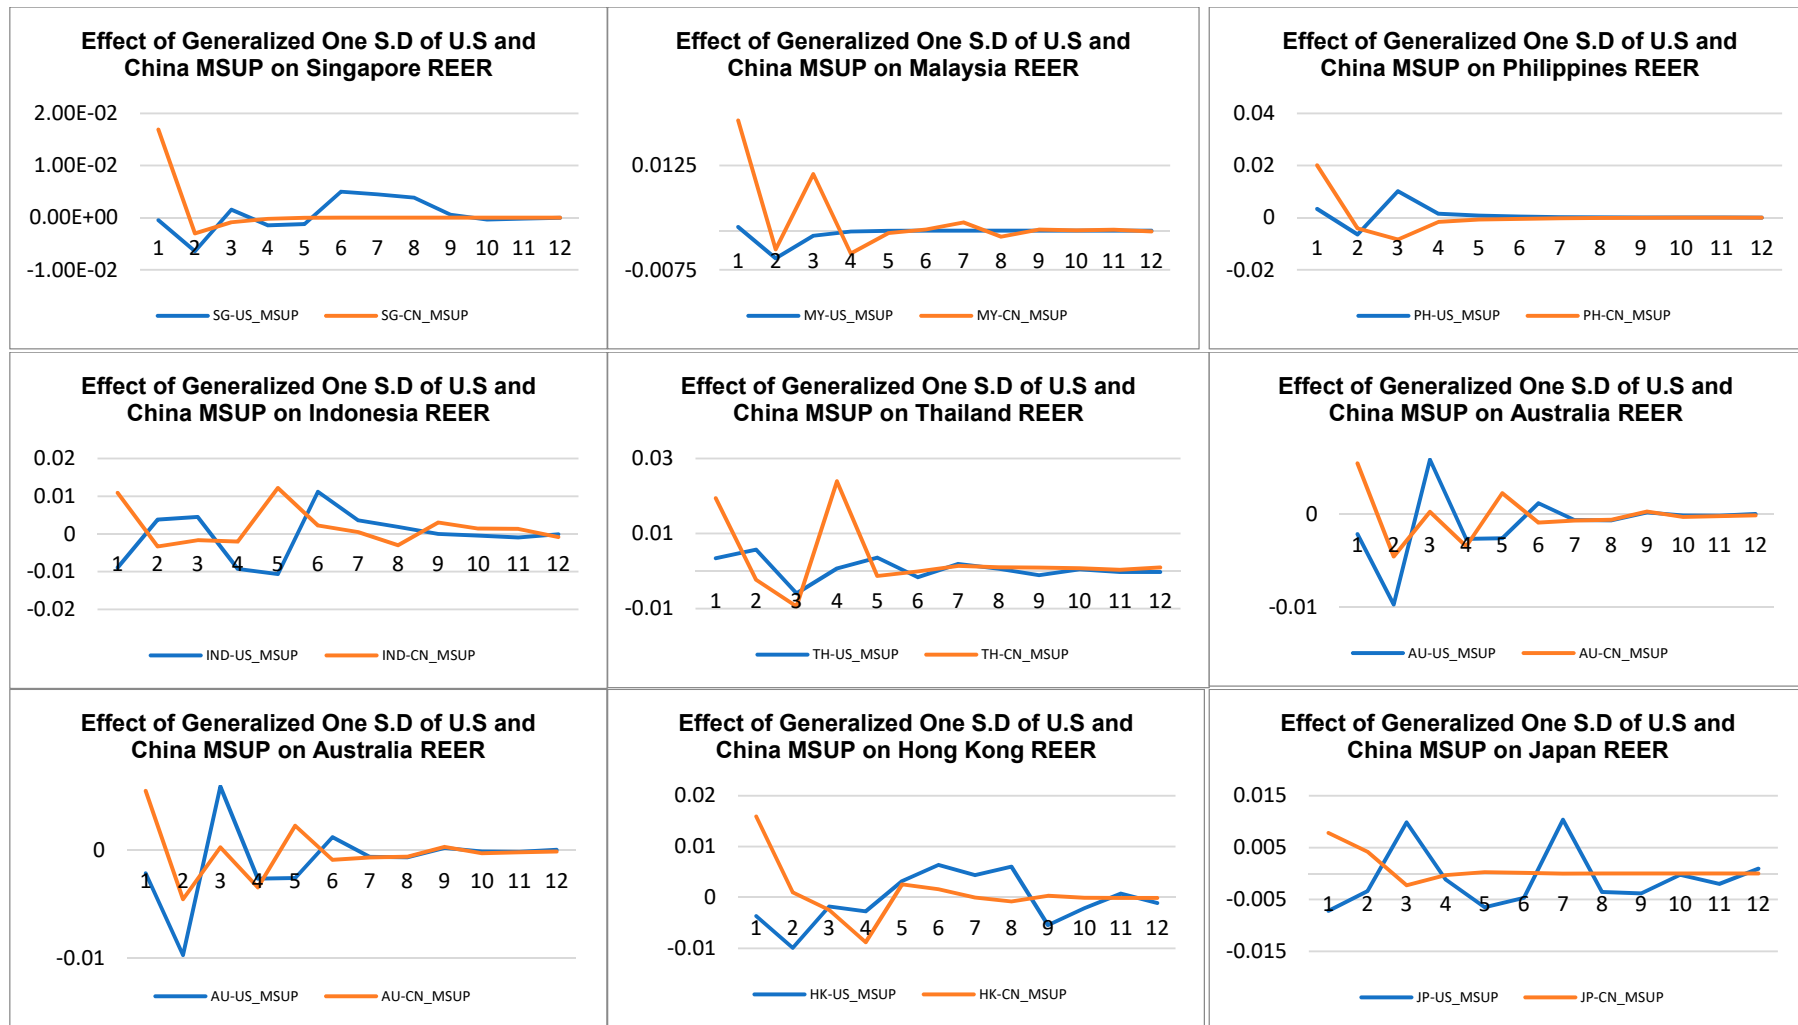 Effect of Generalized One S.D of U.S and
China MSUP on Singapore REER
2.00E-02
1.00E-02
0.00E+00
-1.00E-02
1 2 3 4 5 6 7 8 9 10 11 12
SG-US_MSUP SG-CN_MSUP
Effect of Generalized One S.D of U.S and
China MSUP on Malaysia REER
0.0125
-0.0075
1 2 3 4 5 6 7 8 9 10 11 12
MY-US_MSUP MY-CN_MSUP
Effect of Generalized One S.D of U.S and
China MSUP on Philippines REER
0.04
0.02
0
-0.02
1 2 3 4 5 6 7 8 9 10 11 12
PH-US_MSUP PH-CN_MSUP
Effect of Generalized One S.D of U.S and
China MSUP on Indonesia REER
0.02
0.01
0
-0.01
-0.02
1 2 3 4 5 6 7 8 9 10 11 12
IND-US_MSUP IND-CN_MSUP
Effect of Generalized One S.D of U.S and
China MSUP on Thailand REER
0.03
0.01
-0.01
1 2 3 4 5 6 7 8 9 10 11 12
TH-US_MSUP TH-CN_MSUP
Effect of Generalized One S.D of U.S and
China MSUP on Australia REER
0
-0.01
1 2 3 4 5 6 7 8 9 10 11 12
AU-US_MSUP AU-CN_MSUP
Effect of Generalized One S.D of U.S and
China MSUP on Australia REER
0
-0.01
1 2 3 4 5 6 7 8 9 10 11 12
AU-US_MSUP AU-CN_MSUP
Effect of Generalized One S.D of U.S and
China MSUP on Hong Kong REER
0.02
0.01
0
-0.01
1 2 3 4 5 6 7 8 9 10 11 12
HK-US_MSUP HK-CN_MSUP
Effect of Generalized One S.D of U.S and
China MSUP on Japan REER
0.015
0.005
-0.005
-0.015
1 2 3 4 5 6 7 8 9 10 11 12
JP-US_MSUP JP-CN_MSUP